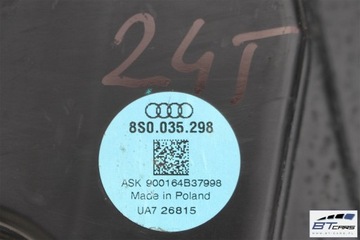 24T
8S0.035.298
ASK 900164B37998
Made in Poland
UA7 26815
BTCARS